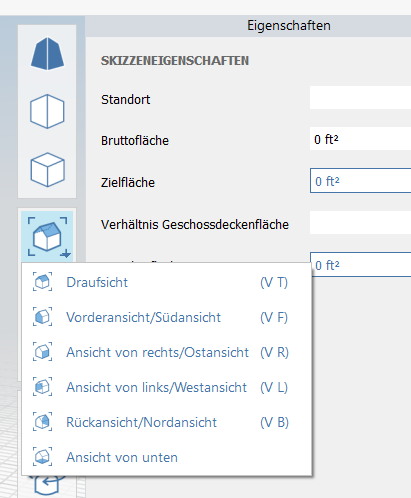 Eigenschaften
SKIZZENEIGENSCHAFTEN
Standort
Bruttofläche 0 ft²
Zielfläche 0 ft²
Verhältnis Geschossdeckenfläche
0 ft²
Draufsicht (V T)
Vorderansicht/Südansicht (V F)
Ansicht von rechts/Ostansicht (V R)
Ansicht von links/Westansicht (V L)
Rückansicht/Nordansicht (V B)
Ansicht von unten